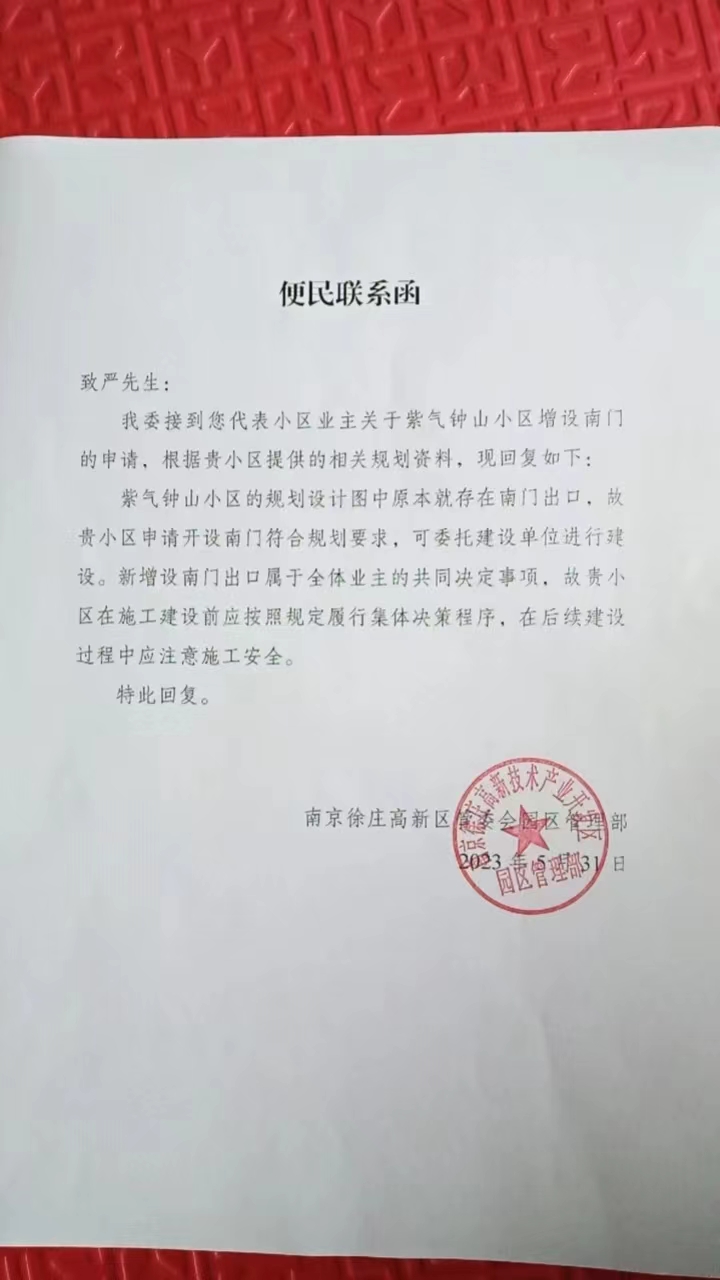 便民联系函
致严先生：
我委接到您代表小区业主关于紫气钟山小区增设南门
的申请，根据贵小区提供的相关规划资料，现回复如下：
紫气钟山小区的规划设计图中原本就存在南门出口，故
贵小区申请开设南门符合规划要求，可委托建设单位进行建
设。新增设南门出口属于全体业主的共同决定事项，故贵小
区在施工建设前应按照规定履行集体决策程序，在后续建设
过程中应注意施工安全。
特此回复。
南京徐庄高新区管委会园区管理部
2023年5月31日
南京徐庄高新技术产业开发区
园区管理部